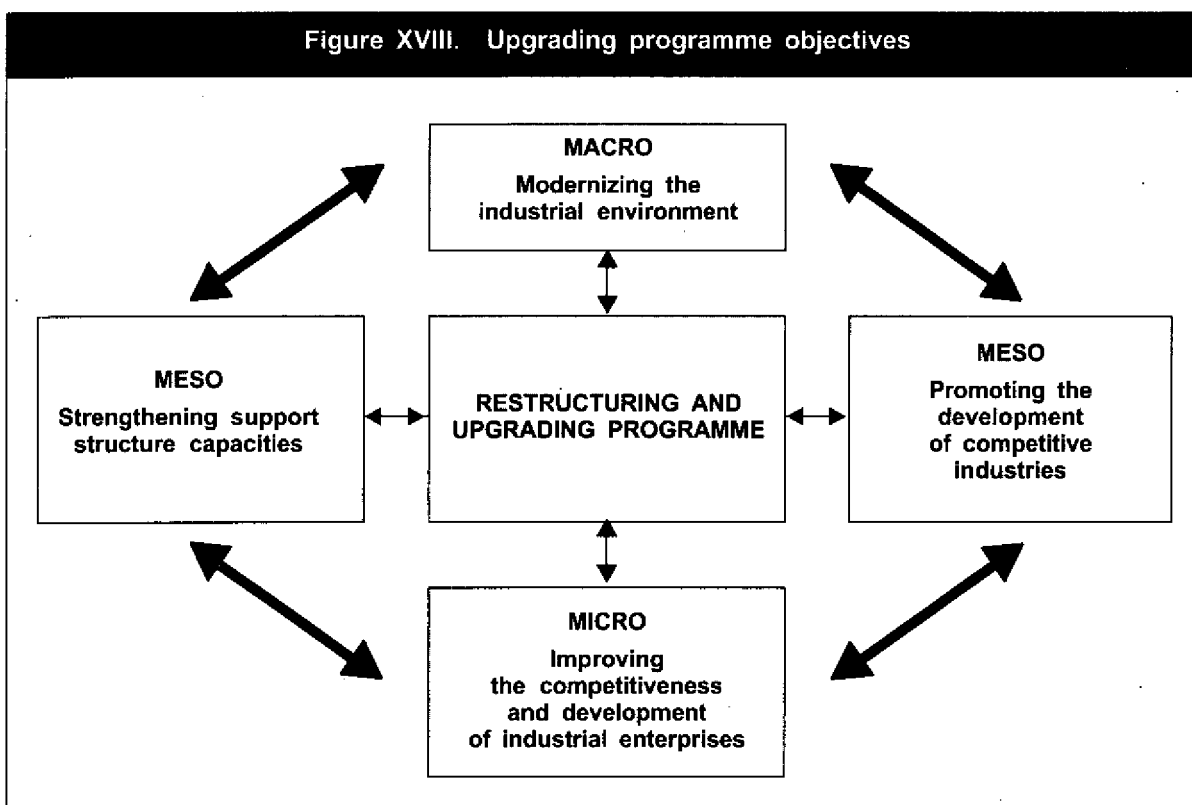 Figure XVIII. Upgrading programme objectives
MACRO
Modernizing the
industrial environment
MESO
Strengthening support
structure capacities
RESTRUCTURING AND
UPGRADING PROGRAMME
MESO
Promoting the
development
of competitive
industries
MICRO
Improving
the competitiveness
and development
of industrial enterprises